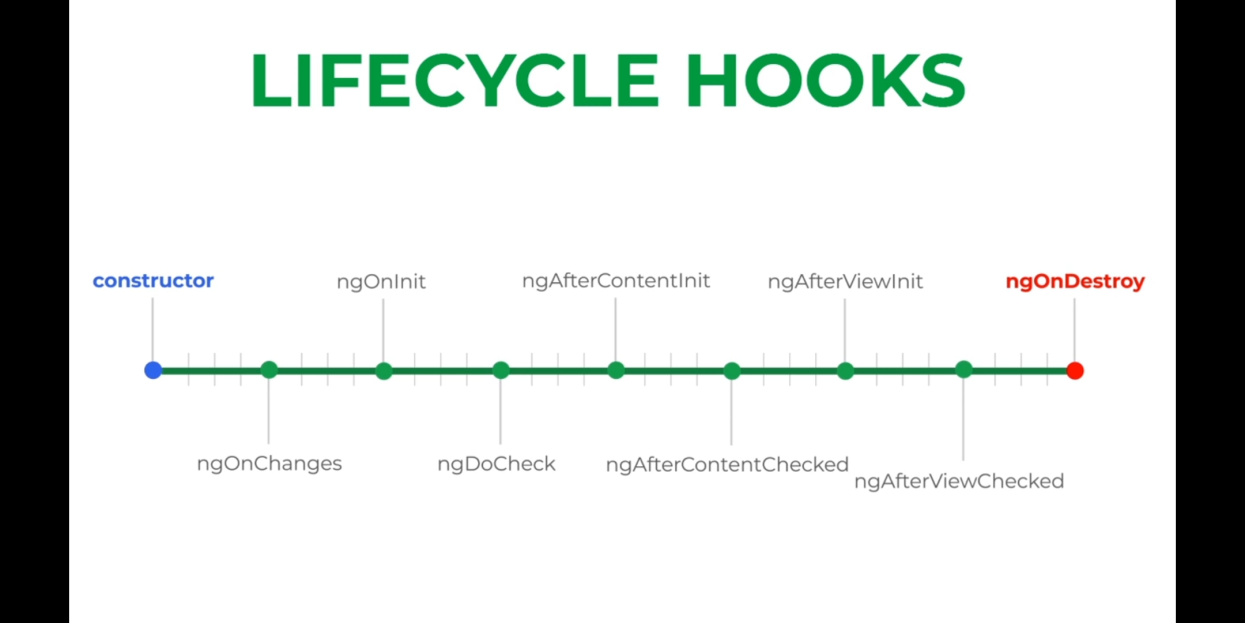 LIFECYCLE HOOKS
constructor
ngOnChanges
ngOnInit
ngDoCheck
ngAfterContentInit
ngAfterContentChecked
ngAfterViewInit
ngAfterViewChecked
ngOnDestroy